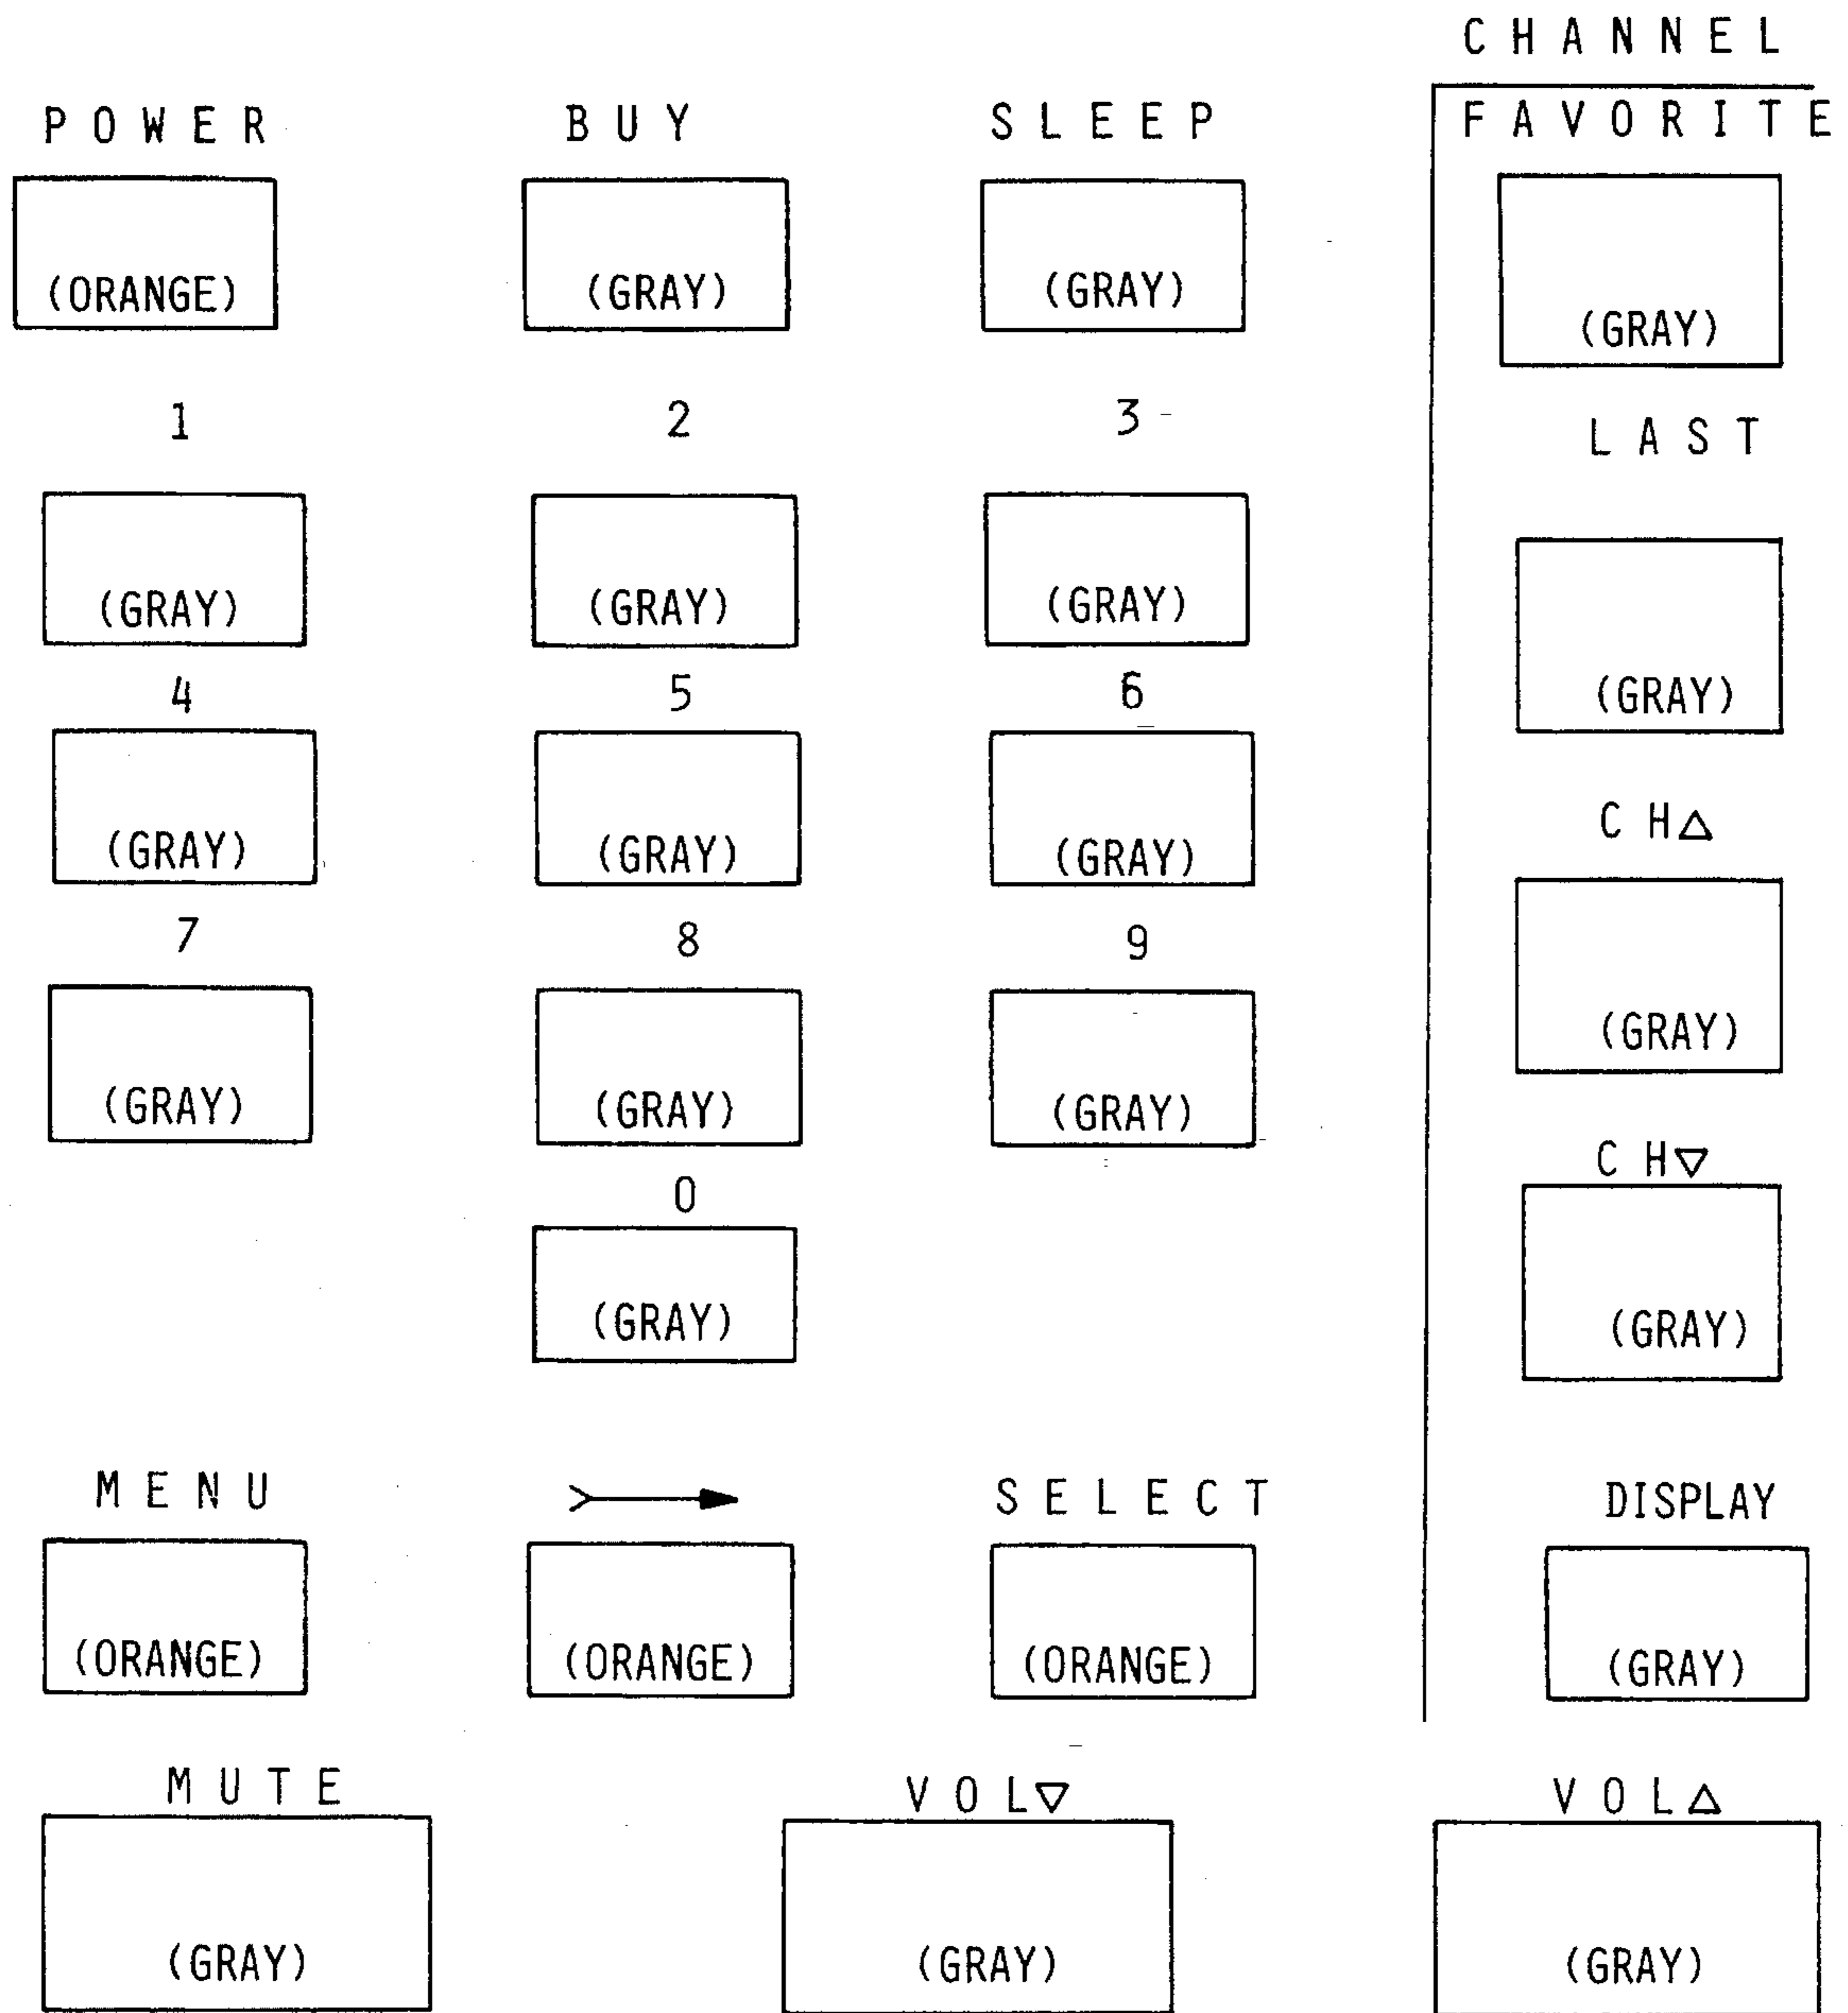 CHANNEL
POWER BUY SLEEP FAVORITE
(ORANGE) (GRAY) (GRAY) (GRAY)
1 2 3 LAST
(GRAY) (GRAY) (GRAY) (GRAY)
4 5 6 CH△
(GRAY) (GRAY) (GRAY) (GRAY)
7 8 9 CH▽
(GRAY) (GRAY) (GRAY) (GRAY)
0
(GRAY)
MENU SELECT DISPLAY
(ORANGE) (ORANGE) (ORANGE) (GRAY)
MUTE VOL▽ VOL△
(GRAY) (GRAY) (GRAY)